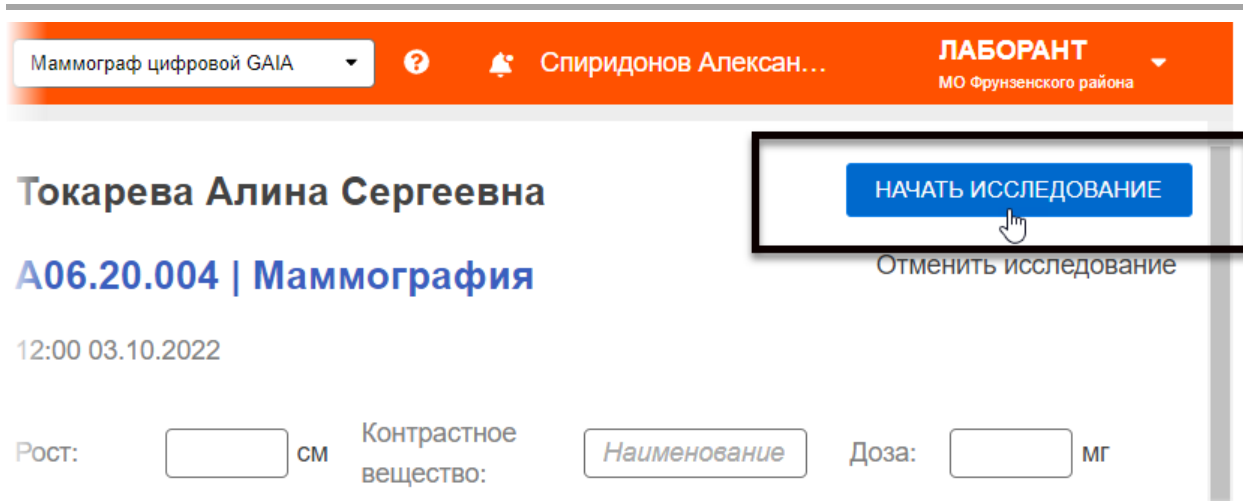 Маммограф цифровой GAIA
Спиридонов Алексан...
ЛАБОРАНТ
МО Фрунзенского района
Токарева Алина Сергеевна
НАЧАТЬ ИССЛЕДОВАНИЕ
A06.20.004 | Маммография
Отменить исследование
12:00 03.10.2022
Рост: см Контрастное вещество: Наименование Доза: мг